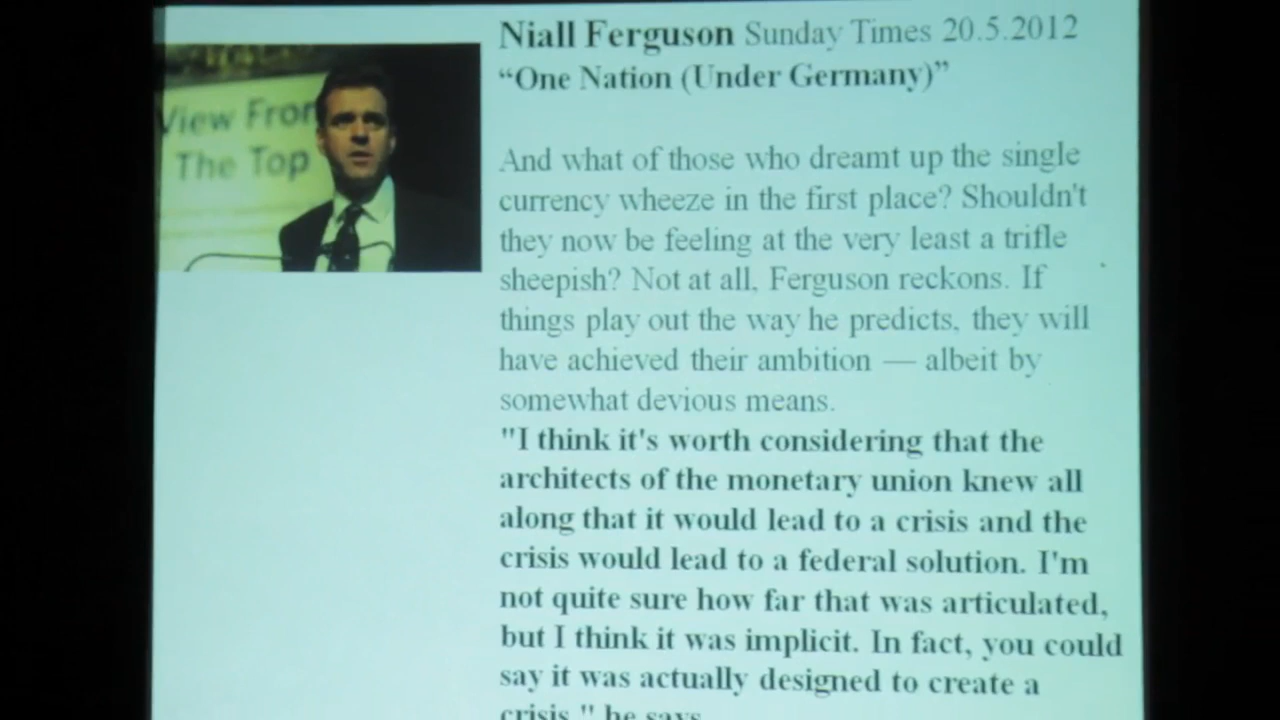 View From
The Top
Niall Ferguson Sunday Times 20.5.2012
“One Nation (Under Germany)”
And what of those who dreamt up the single
currency wheeze in the first place? Shouldn't
they now be feeling at the very least a trifle
sheepish? Not at all, Ferguson reckons. If
things play out the way he predicts, they will
have achieved their ambition — albeit by
somewhat devious means.
"I think it's worth considering that the
architects of the monetary union knew all
along that it would lead to a crisis and the
crisis would lead to a federal solution. I'm
not quite sure how far that was articulated,
but I think it was implicit. In fact, you could
say it was actually designed to create a
crisis," he says